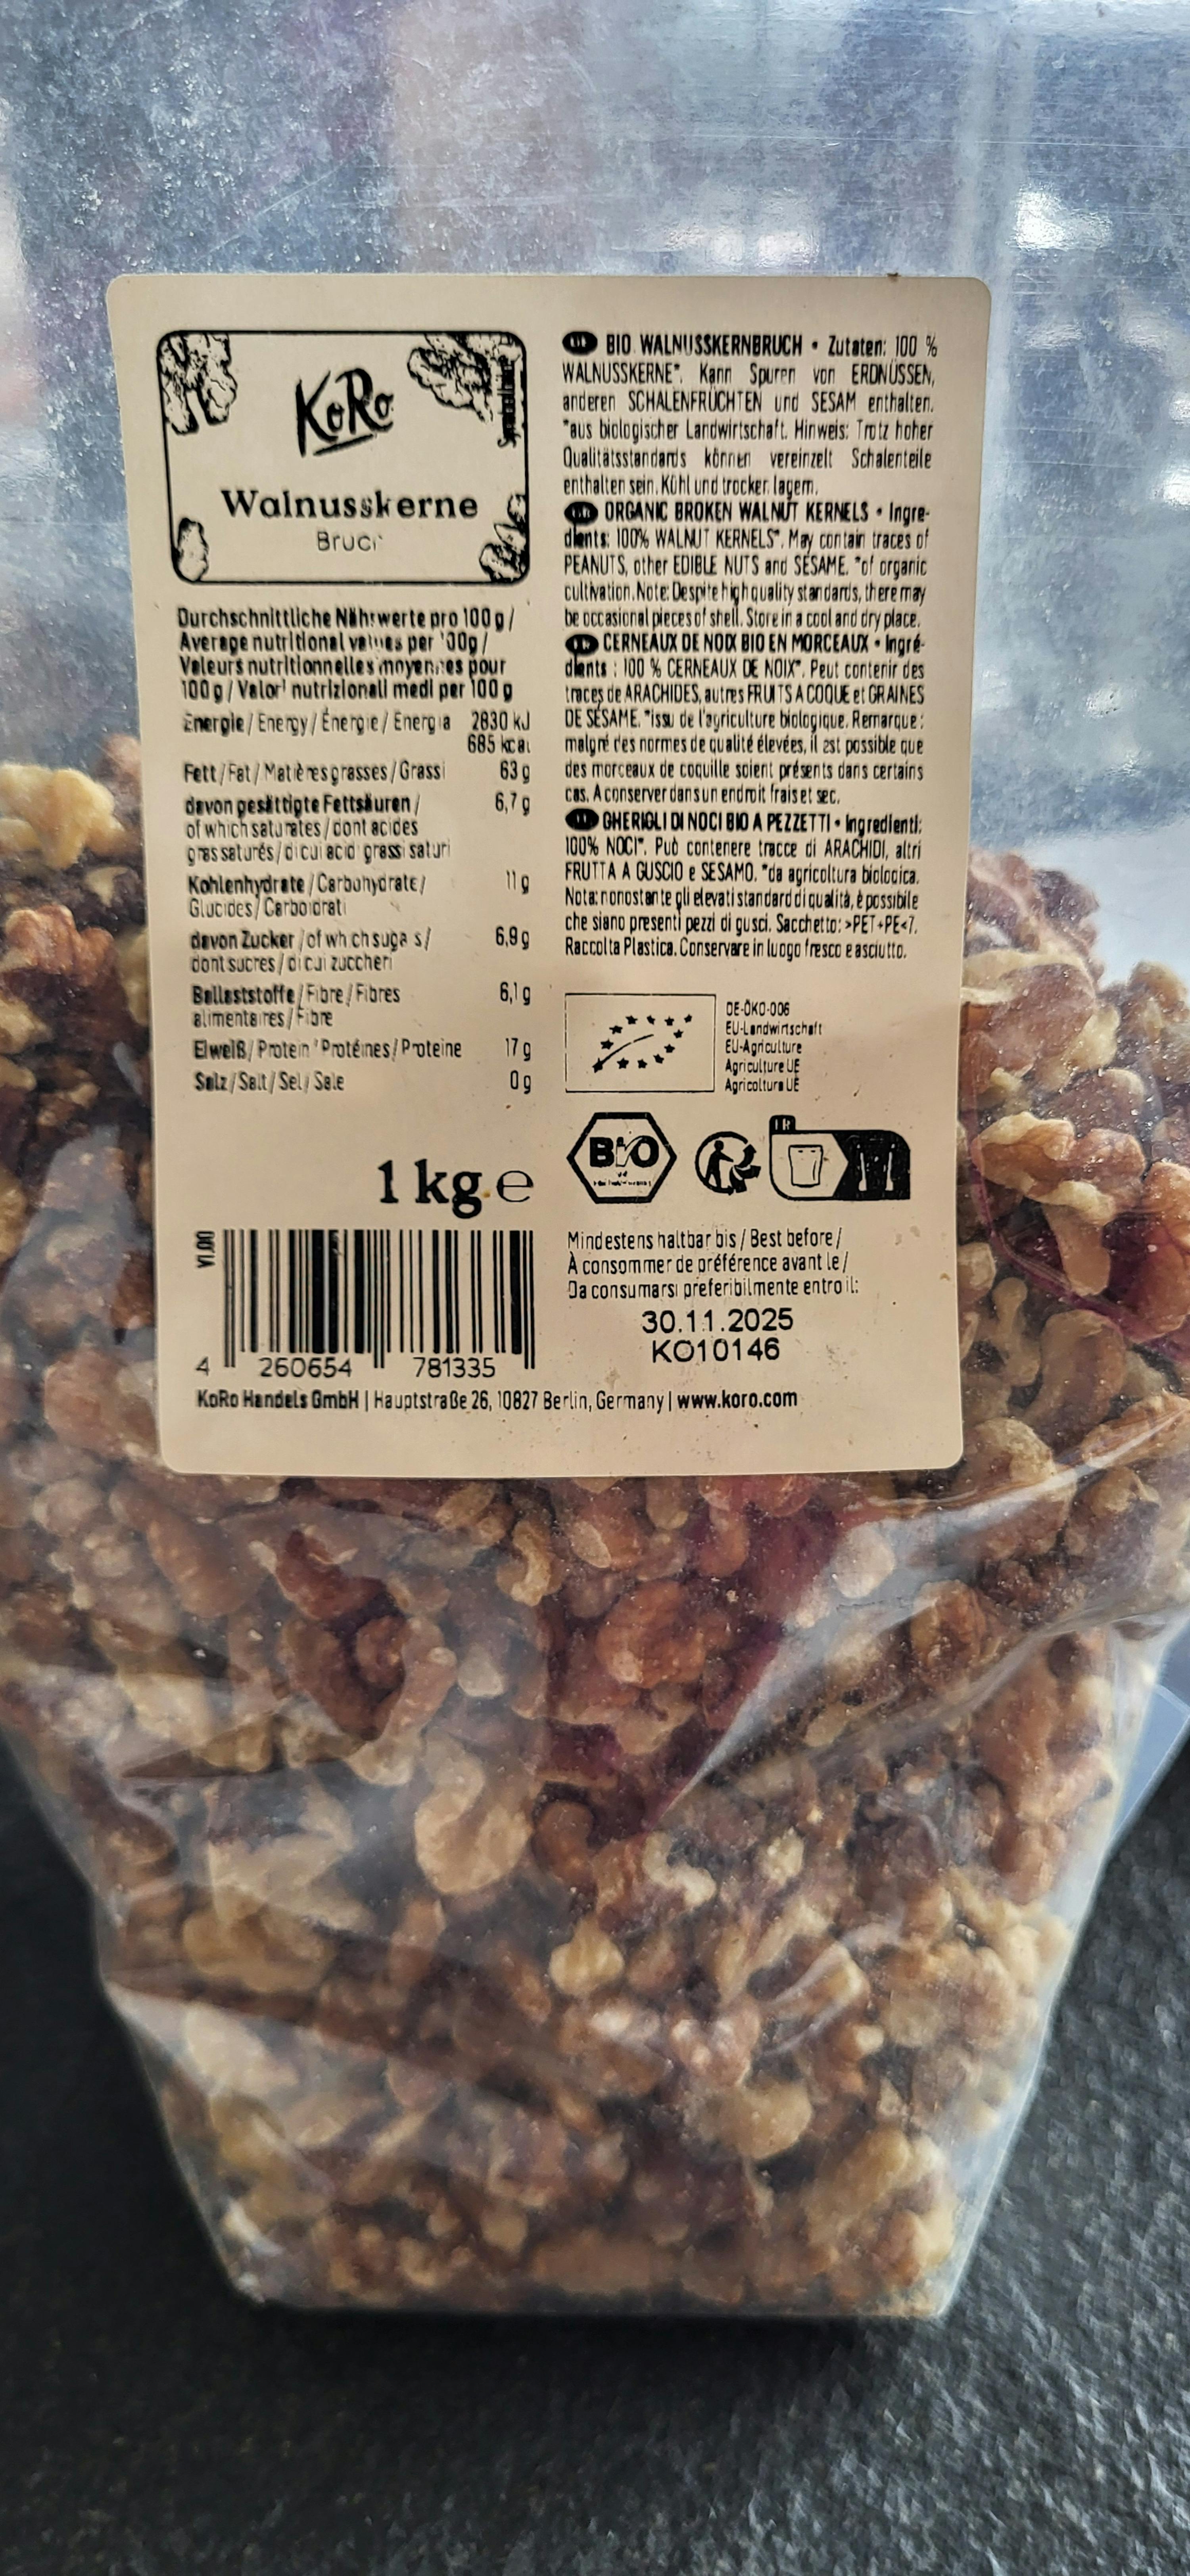 KoRo
Walnusskerne
Bruch
Durchschnittliche Nährwerte pro 100 g /
Average nutritional values per 100g /
Valeurs nutritionnelles moyennes pour
100 g / Valori nutrizionali medi per 100 g
Energie / Energy / Énergie / Energia 2830 kJ
685 kcal
Fett / Fat / Matières grasses / Grassi 63 g
davon gesättigte Fettsäuren / 6,7 g
of which saturates / dont acides
gras saturés / di cui acidi grassi saturi
Kohlenhydrate / Carbohydrate / 11 g
Glucides / Carboidrati
davon Zucker / of which sugars / 6,9 g
dont sucres / di cui zuccheri
Ballaststoffe / Fibre / Fibres 6,1 g
alimentaires / Fibre
Eiweiß / Protein / Protéines / Proteine 17 g
Salz / Salt / Sel / Sale 0 g
1 kg e
V1.00
4 260654 781335
BIO WALNUSSKERNBRUCH • Zutaten: 100 %
WALNUSSKERNE*. Kann Spuren von ERDNÜSSEN,
anderen SCHALENFRÜCHTEN und SESAM enthalten.
*aus biologischer Landwirtschaft. Hinweis: Trotz hoher
Qualitätsstandards können vereinzelt Schalenteile
enthalten sein. Kühl und trocken lagern.
ORGANIC BROKEN WALNUT KERNELS • Ingre-
dients: 100% WALNUT KERNELS*. May contain traces of
PEANUTS, other EDIBLE NUTS and SESAME. *of organic
cultivation. Note: Despite high quality standards, there may
be occasional pieces of shell. Store in a cool and dry place.
CERNEAUX DE NOIX BIO EN MORCEAUX • Ingré-
dients : 100 % CERNEAUX DE NOIX*. Peut contenir des
traces de ARACHIDES, autres FRUITS A COQUE et GRAINES
DE SÉSAME. *issu de l'agriculture biologique. Remarque :
malgré des normes de qualité élevées, il est possible que
des morceaux de coquille soient présents dans certains
cas. A conserver dans un endroit frais et sec.
GHERIGLI DI NOCI BIO A PEZZETTI • Ingredienti:
100% NOCI*. Può contenere tracce di ARACHIDI, altri
FRUTTA A GUSCIO e SESAMO. *da agricoltura biologica.
Nota: nonostante gli elevati standard di qualità, è possibile
che siano presenti pezzi di gusci. Sacchetto: >PET+PE<7.
Raccolta Plastica. Conservare in luogo fresco e asciutto.
DE-ÖKO-006
EU-Landwirtschaft
EU-Agriculture
Agriculture UE
Agricoltura UE
BIO
FR
Mindestens haltbar bis / Best before /
À consommer de préférence avant le /
Da consumarsi preferibilmente entro il:
30.11.2025
KO10146
KoRo Handels GmbH | Hauptstraße 26, 10827 Berlin, Germany | www.koro.com